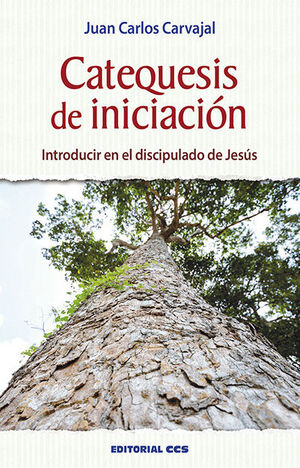 Juan Carlos Carvajal
Catequesis
de iniciación
Introducir en el discipulado de Jesús
EDITORIAL CCS